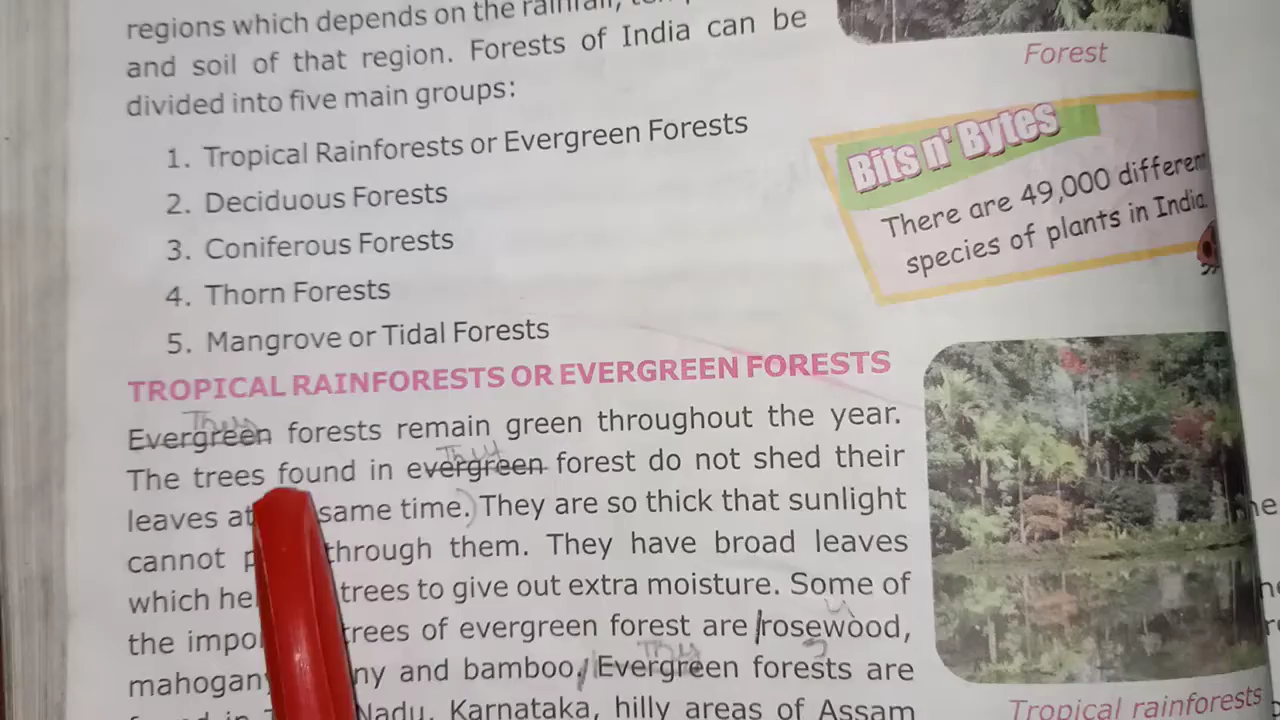 regions which depends on the rainfall,
and soil of that region. Forests of India can be
divided into five main groups:
1. Tropical Rainforests or Evergreen Forests
2. Deciduous Forests
3. Coniferous Forests
4. Thorn Forests
5. Mangrove or Tidal Forests
Forest
Bits n' Bytes
There are 49,000 different
species of plants in India.
TROPICAL RAINFORESTS OR EVERGREEN FORESTS
They
Evergreen forests remain green throughout the year.
They
The trees found in evergreen forest do not shed their
leaves at same time. They are so thick that sunlight
cannot through them. They have broad leaves
which trees to give out extra moisture. Some of
the trees of evergreen forest are rosewood,
They
and bamboo. Evergreen forests are
Nadu, Karnataka, hilly areas of Assam
Tropical rainforests